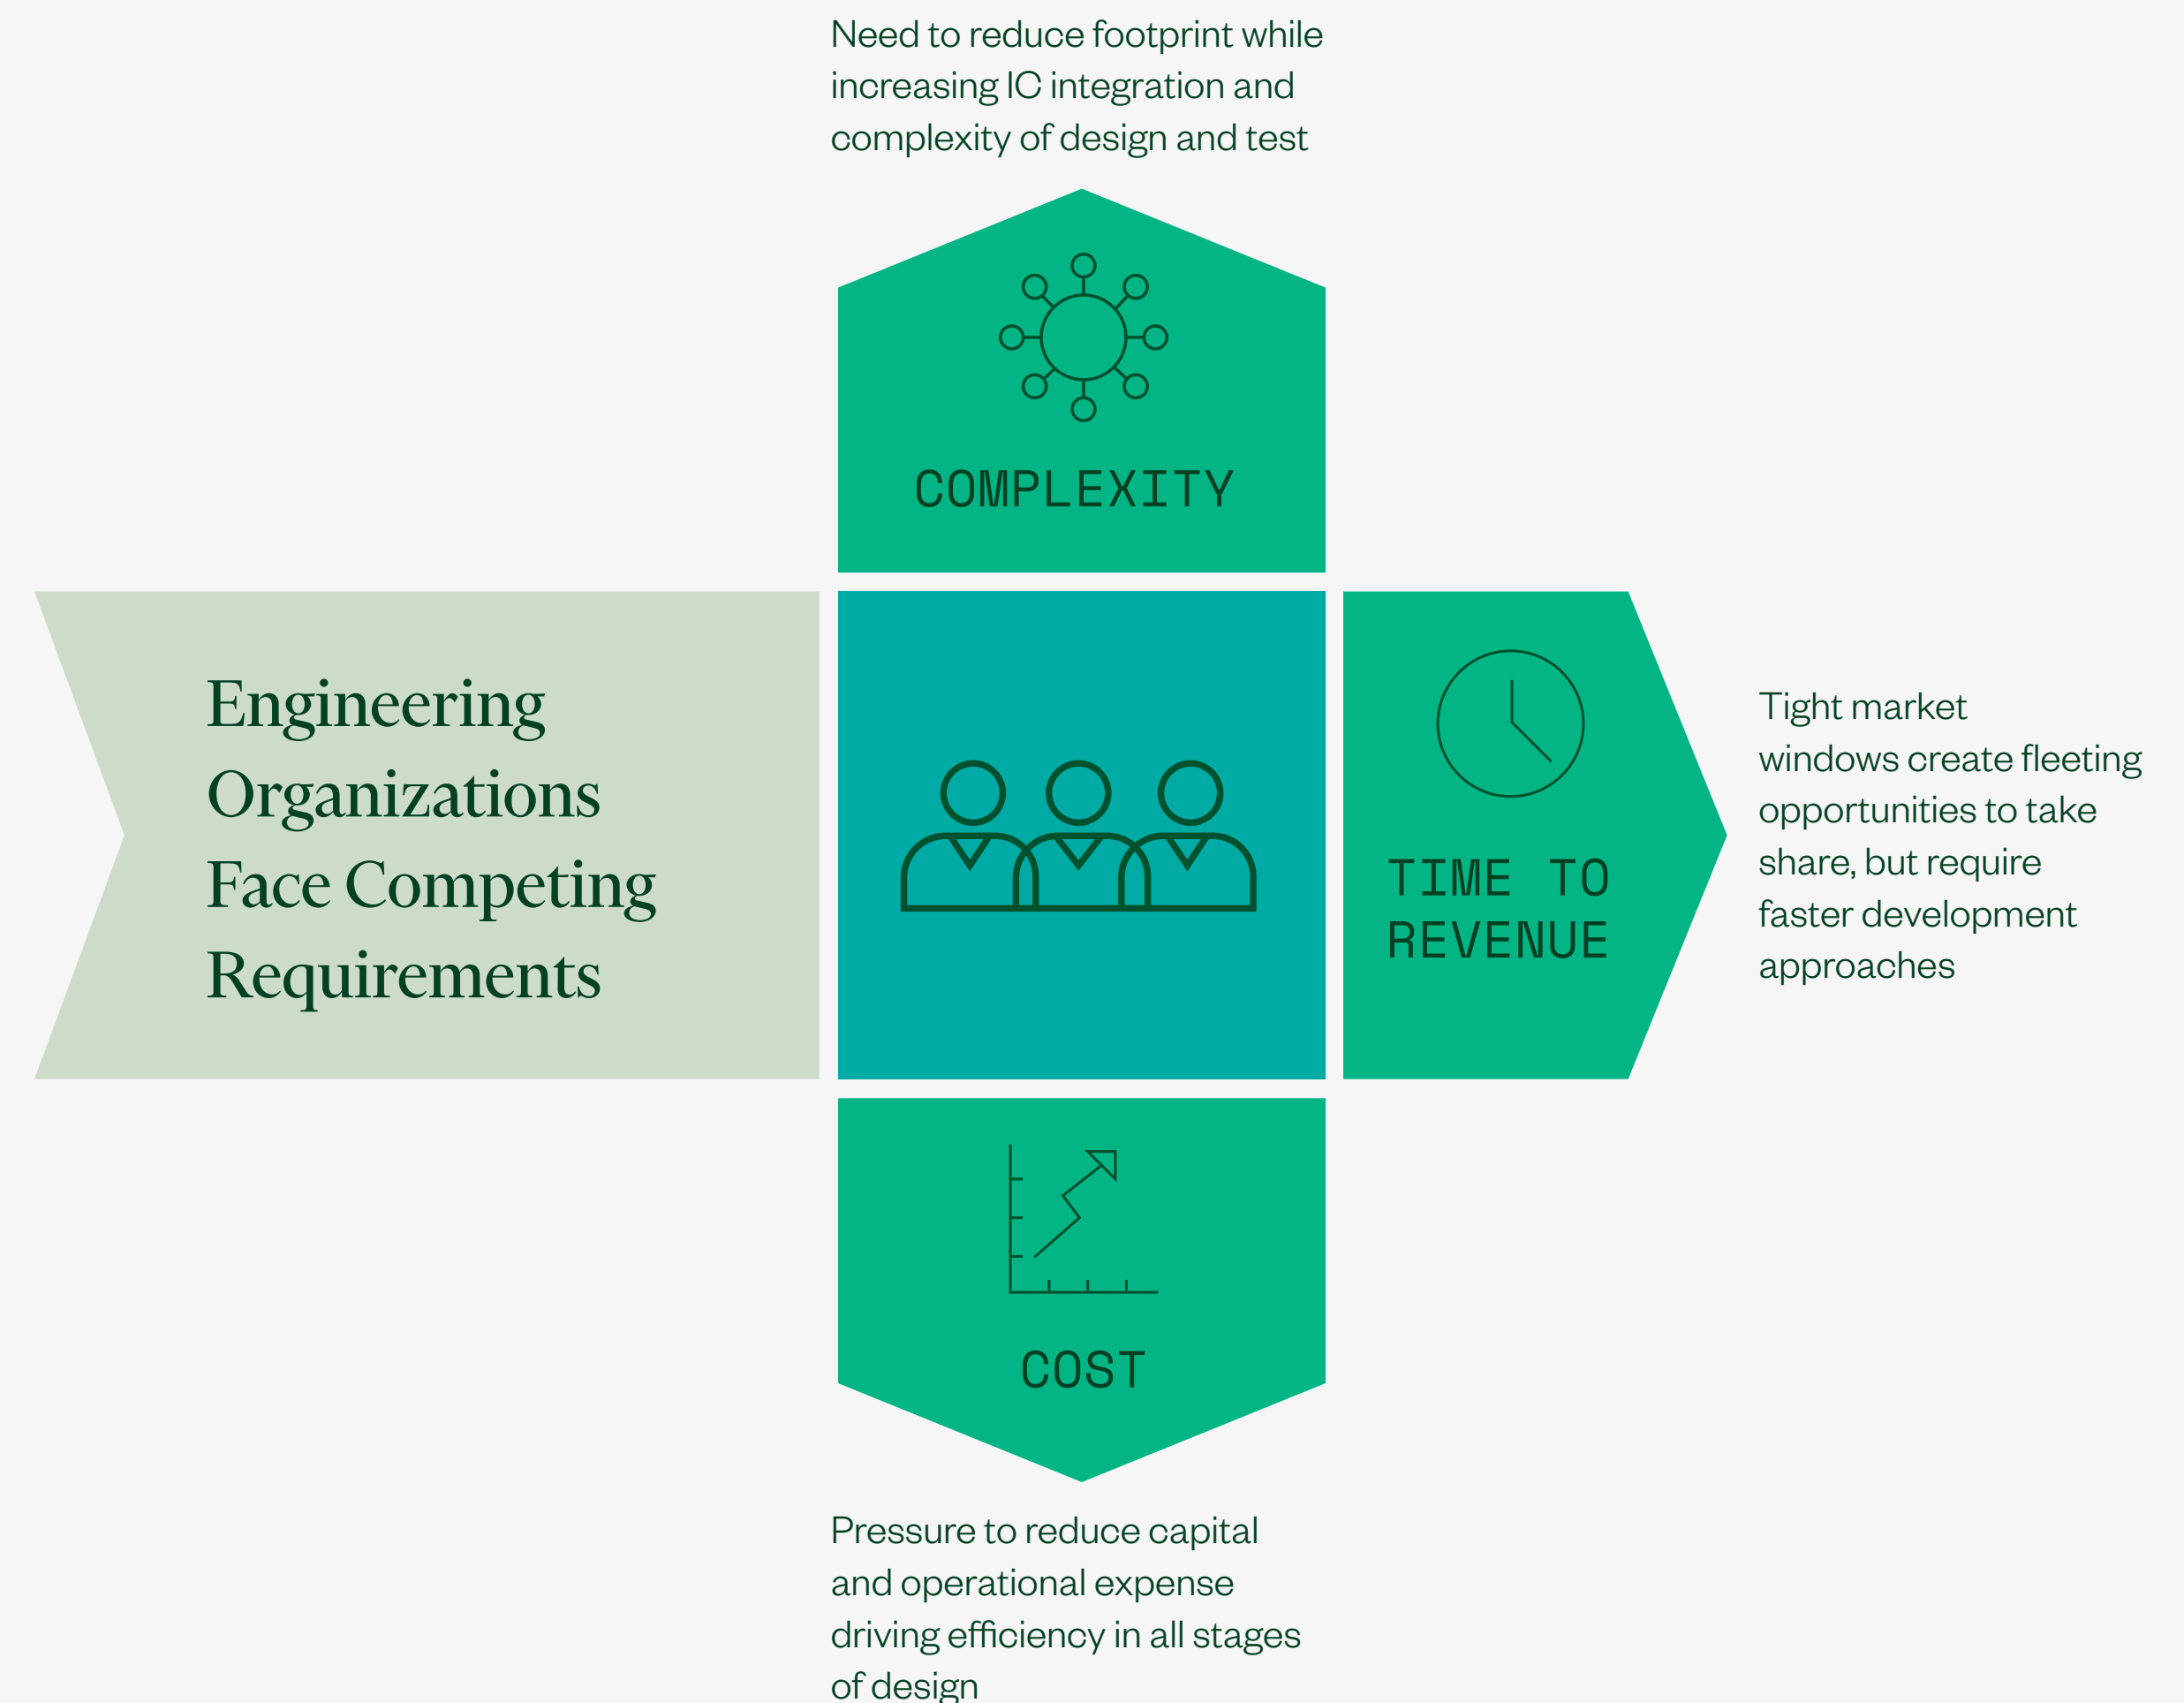 Need to reduce footprint while
increasing IC integration and
complexity of design and test
COMPLEXITY
Engineering
Organizations
Face Competing
Requirements
TIME TO
REVENUE
Tight market
windows create fleeting
opportunities to take
share, but require
faster development
approaches
COST
Pressure to reduce capital
and operational expense
driving efficiency in all stages
of design